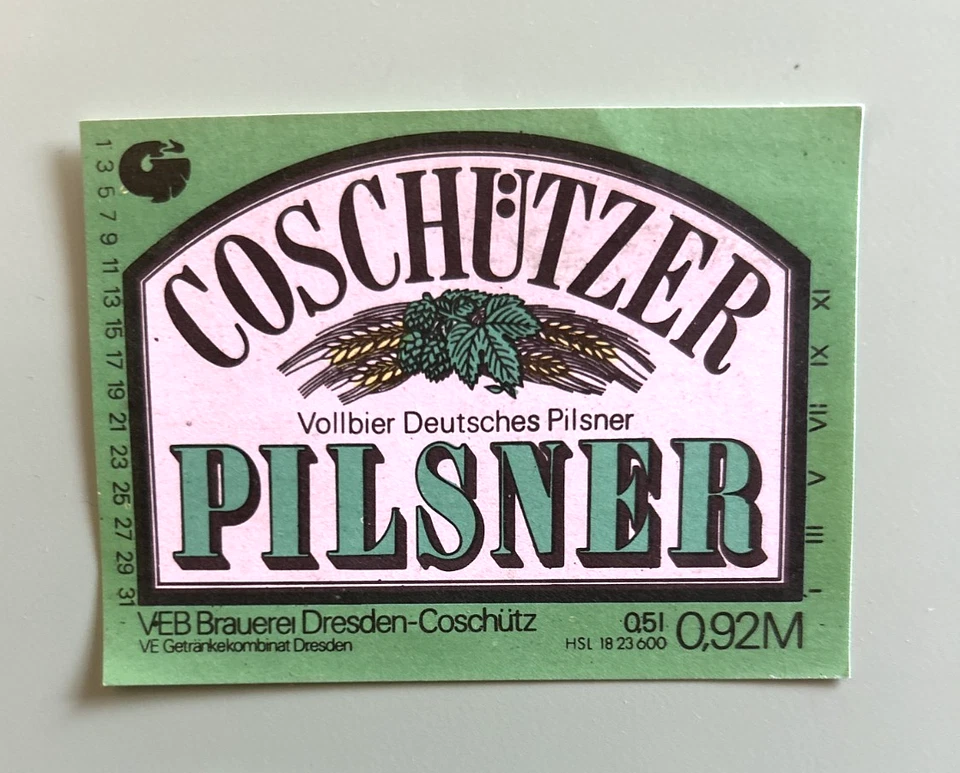 COSCHÜTZER
Vollbier Deutsches Pilsner
PILSNER
VEB Brauerei Dresden-Coschütz
VE Getränkekombinat Dresden
0,5l
HSL 18 23 600
0,92M
1 3 5 7 9 11 13 15 17 19 21 23 25 27 29 31
I III V VII IX XI